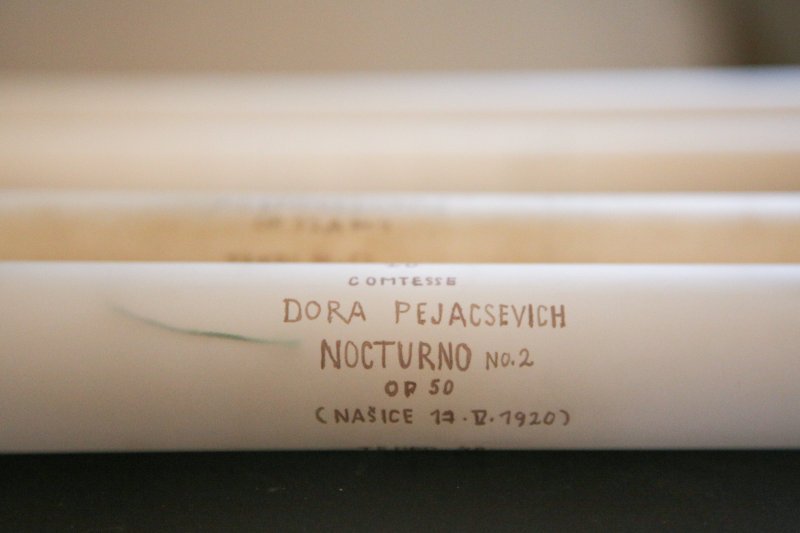 COMTESSE
DORA PEJACSEVICH
NOCTURNO NO.2
OP 50
(NAŠICE 17.V.1920)